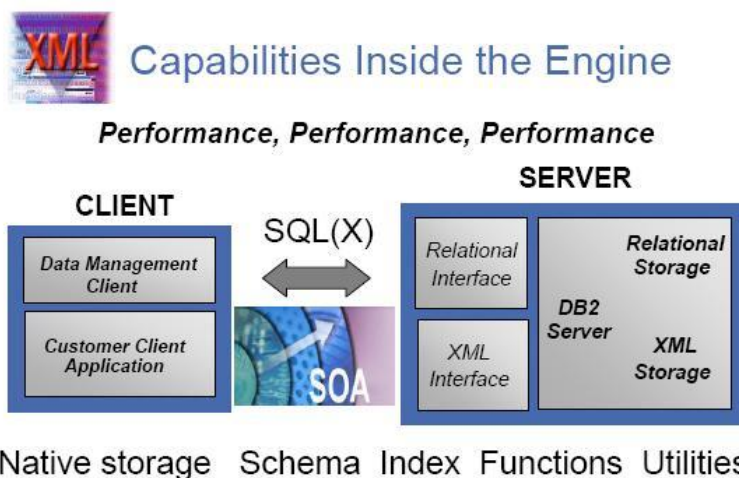 XML
Capabilities Inside the Engine
Performance, Performance, Performance
SERVER
CLIENT
SQL(X)
Data Management
Client
Customer Client
Application
SOA
Relational
Interface
XML
Interface
DB2
Server
Relational
Storage
XML
Storage
Native storage Schema Index Functions Utilities